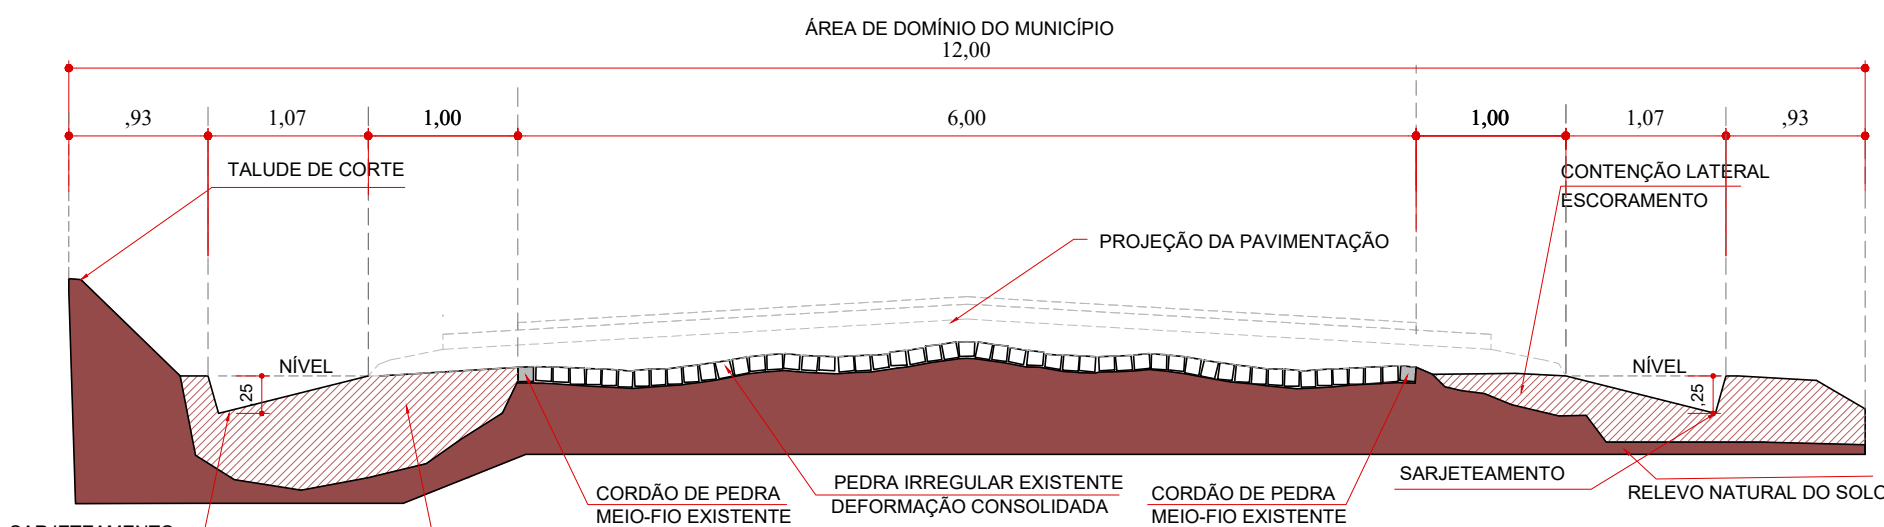 ÁREA DE DOMÍNIO DO MUNICÍPIO
12,00
,93
1,07
1,00
6,00
1,00
1,07
,93
TALUDE DE CORTE
CONTENÇÃO LATERAL
ESCORAMENTO
PROJEÇÃO DA PAVIMENTAÇÃO
NÍVEL
NÍVEL
,25
,25
CORDÃO DE PEDRA
MEIO-FIO EXISTENTE
PEDRA IRREGULAR EXISTENTE
DEFORMAÇÃO CONSOLIDADA
CORDÃO DE PEDRA
MEIO-FIO EXISTENTE
SARJETEAMENTO
RELEVO NATURAL DO SOLO
SARJETEAMENTO